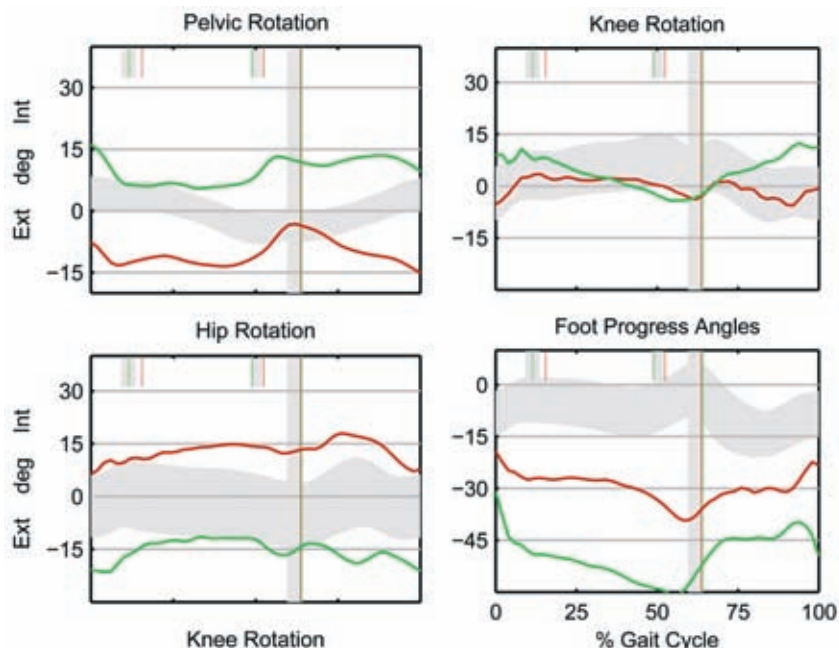 Pelvic Rotation
30
15
0
−15
Int
deg
Ext
Knee Rotation
30
15
0
−15
Hip Rotation
30
15
0
−15
Int
deg
Ext
Knee Rotation
Foot Progress Angles
0
−15
−30
−45
0 25 50 75 100
% Gait Cycle